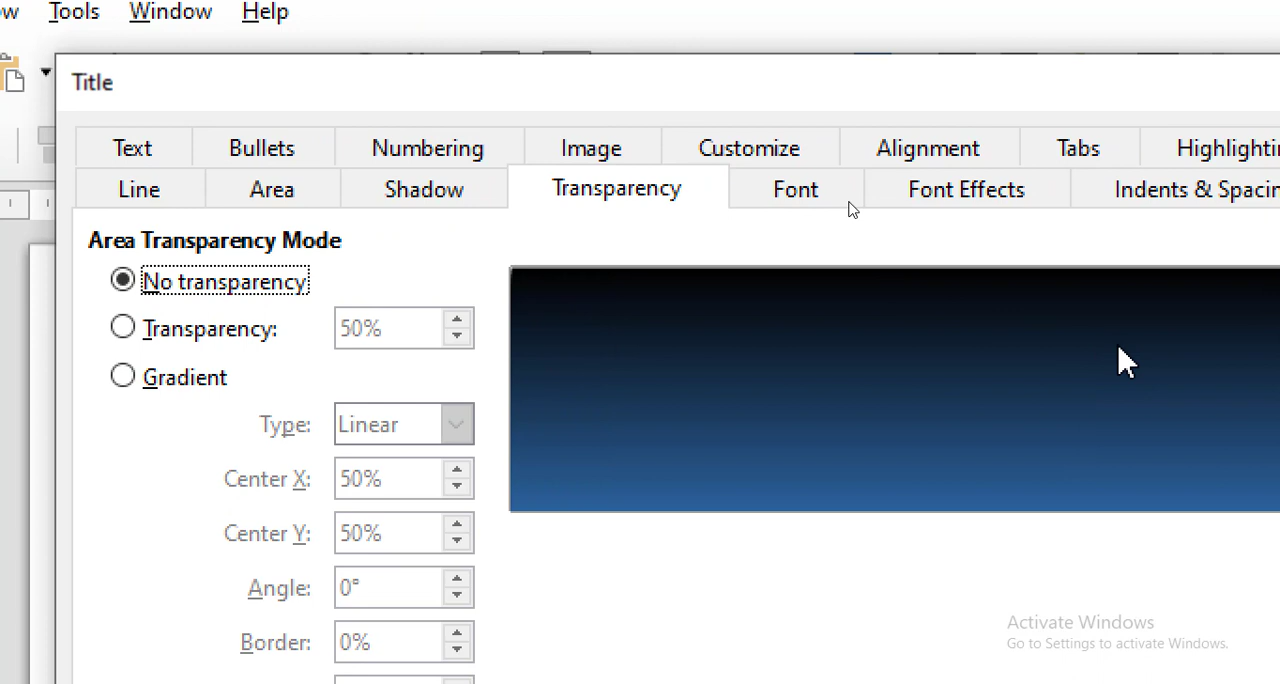 w Tools Window Help
Title
Text Bullets Numbering Image Customize Alignment Tabs Highlighti
Line Area Shadow Transparency Font Font Effects Indents & Spacin
Area Transparency Mode
No transparency
Transparency: 50%
Gradient
Type: Linear
Center X: 50%
Center Y: 50%
Angle: 0°
Border: 0%
Activate Windows
Go to Settings to activate Windows.